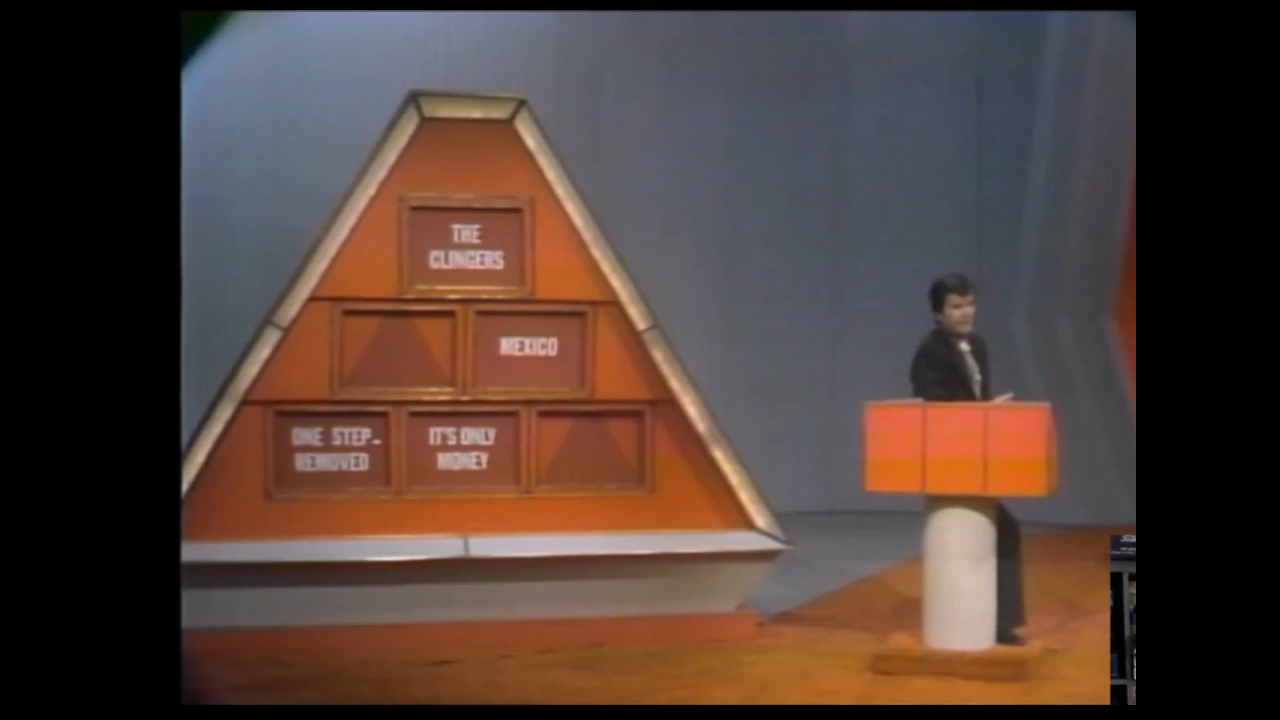 THE
CLINGERS
MEXICO
ONE STEP-
REMOVED
IT'S ONLY
MONEY